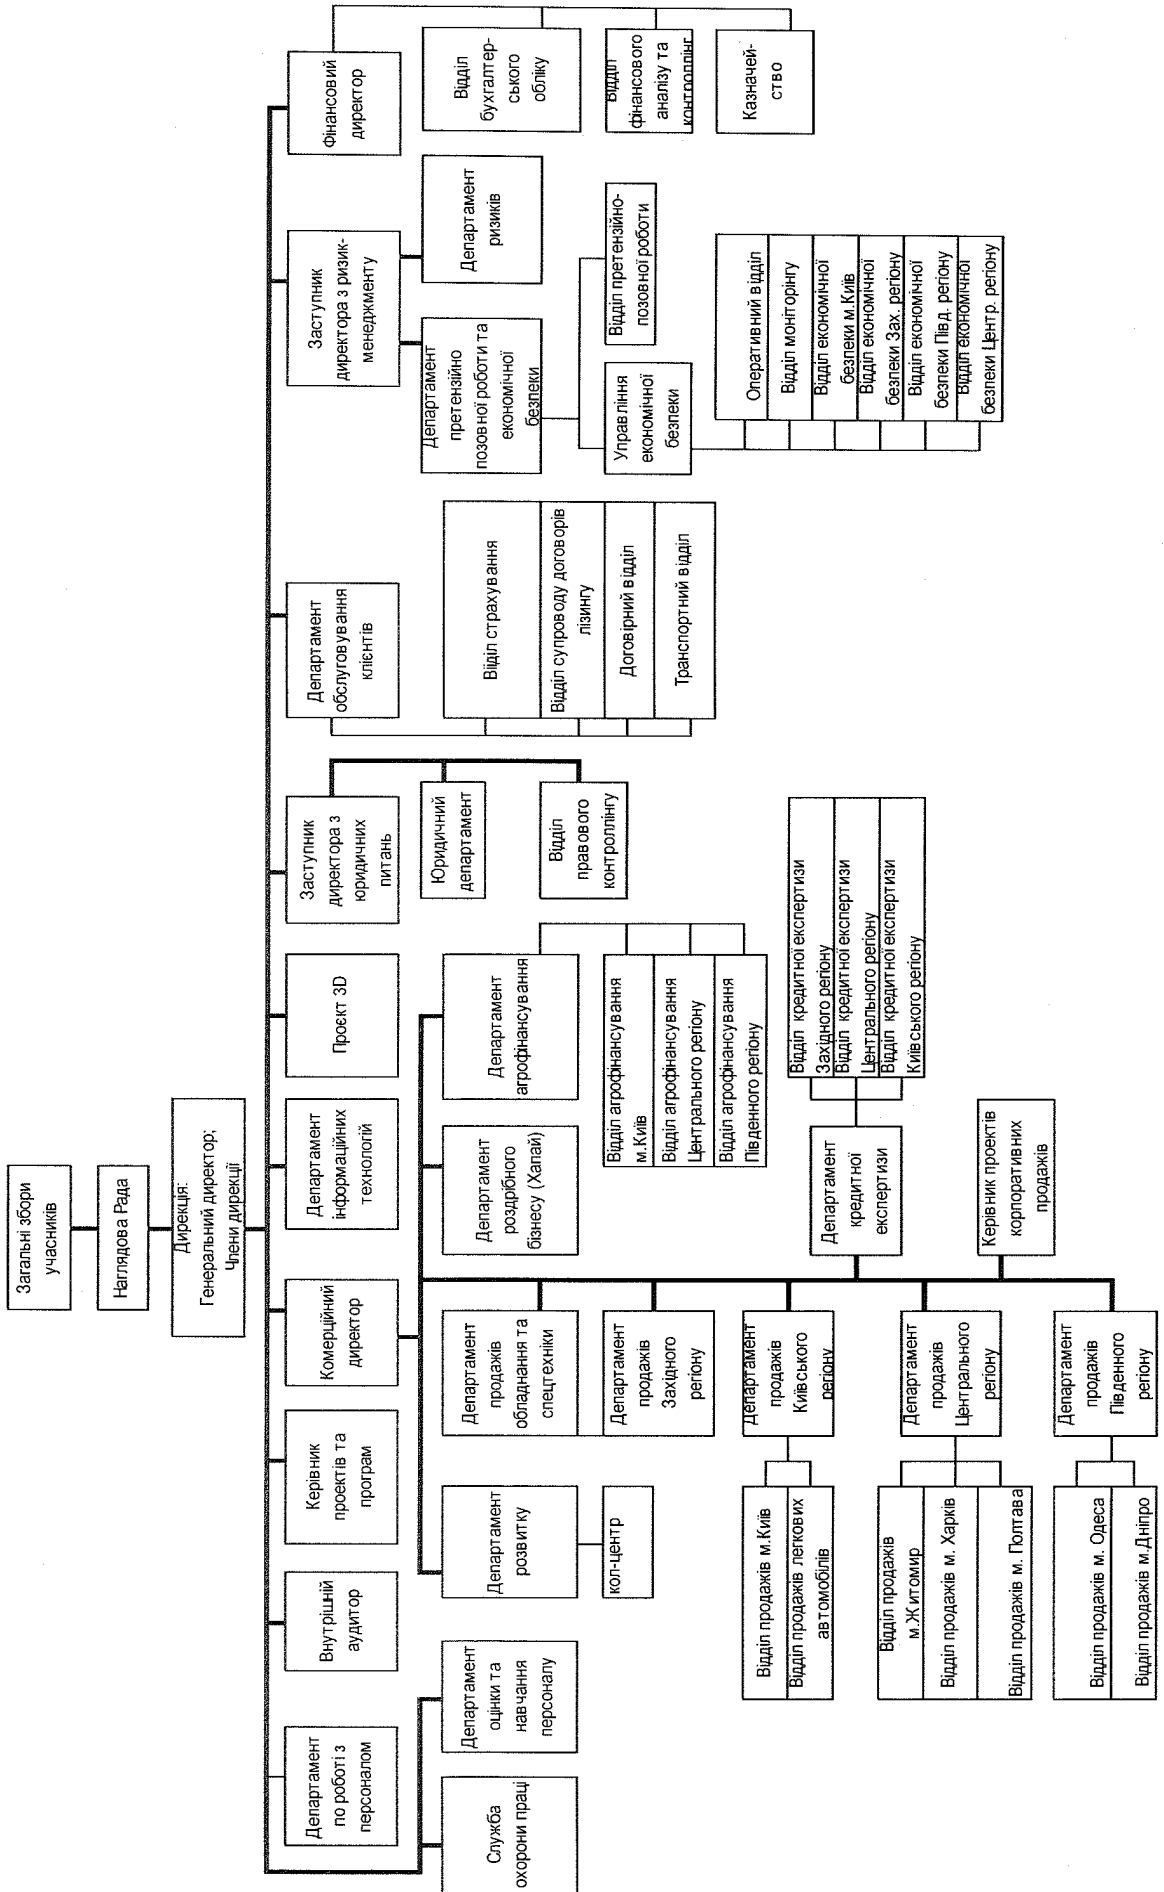 Загальні збори
учасників
Наглядова Рада
Дирекція:
Генеральний директор;
Члени дирекції
Департамент
по роботі з
персоналом
Внутрішній
аудитор
Керівник
проектів та
програм
Комерційний
директор
Департамент
інформаційних
технологій
Проєкт 3D
Заступник
директора з
юридичних
питань
Департамент
обслуговування
клієнтів
Заступник
директора з ризик-
менеджменту
Фінансовий
директор
Служба
охорони праці
Департамент
оцінки та
навчання
персоналу
Департамент
розвитку
кол-центр
Департамент
продажів
обладнання та
спецтехніки
Департамент
роздрібного
бізнесу (Хапай)
Департамент
агрофінансування
Відділ агрофінансування
м.Київ
Відділ агрофінансування
Центрального регіону
Відділ агрофінансування
Південного регіону
Департамент
продажів
Західного
регіону
Департамент
продажів
Київського
регіону
Відділ продажів м.Київ
Відділ продажів легкових
автомобілів
Департамент
кредитної
експертизи
Відділ кредитної експертизи
Західного регіону
Відділ кредитної експертизи
Центрального регіону
Відділ кредитної експертизи
Київського регіону
Департамент
продажів
Центрального
регіону
Відділ продажів
м.Житомир
Відділ продажів м. Харків
Відділ продажів м. Полтава
Керівник проектів
корпоративних
продажів
Департамент
продажів
Південного
регіону
Відділ продажів м. Одеса
Відділ продажів м.Дніпро
Юридичний
департамент
Відділ
правового
контроллінгу
Віідділ страхування
Відділ супроводу договорів
лізингу
Договірний відділ
Транспортний відділ
Департамент
претензійно
позовної роботи та
економічної
безпеки
Департамент
ризиків
Управління
економічної
безпеки
Відділ претензійно-
позовної роботи
Оперативний відділ
Відділ моніторінгу
Відділ економічної
безпеки м.Київ
Відділ економічної
безпеки Зах. регіону
Відділ економічної
безпеки Півд. регіону
Відділ економічної
безпеки Центр. регіону
Відділ
бухгалтер-
ського
обліку
Відділ
фінансового
аналізу та
контроллінг
Казначей-
ство